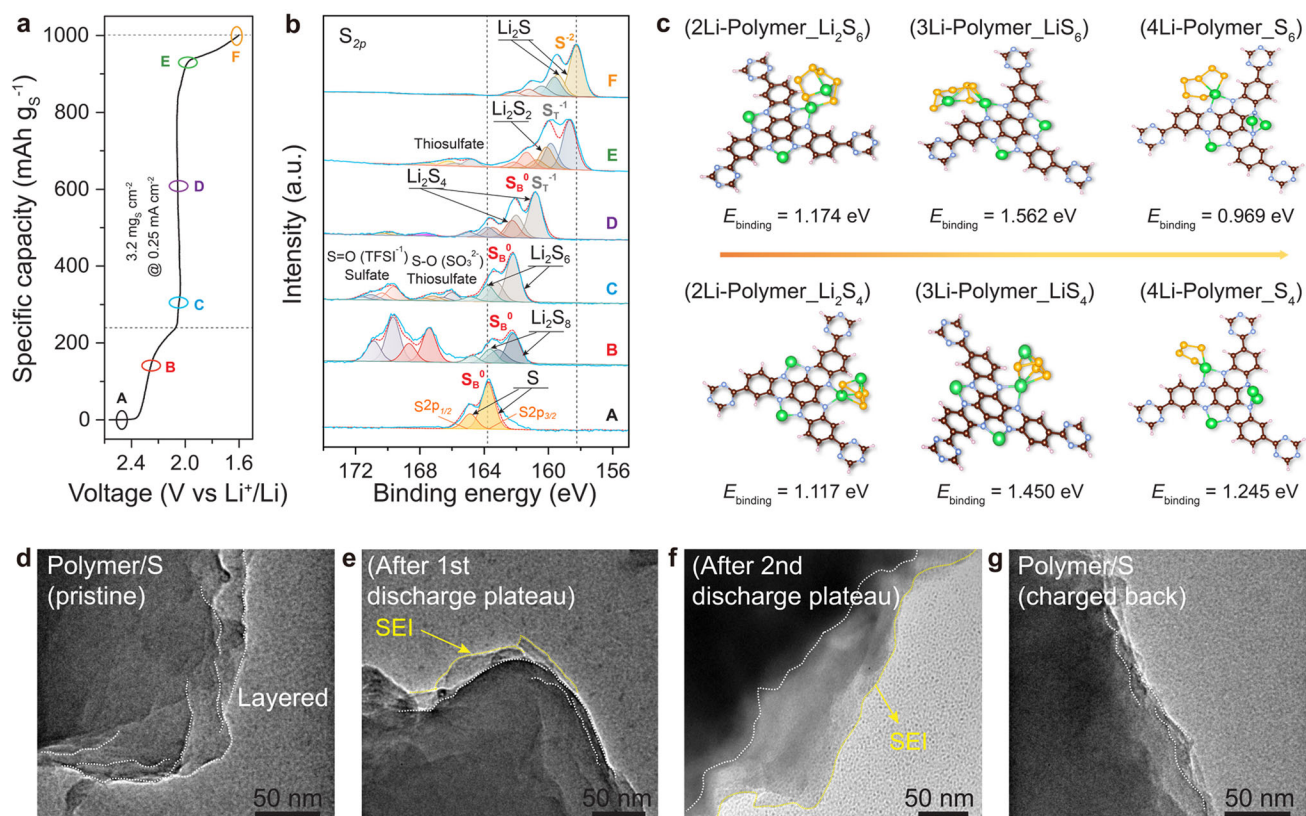 a
Specific capacity (mAh gS⁻¹)
1000
800
600
400
200
0
2.4 2.0 1.6
Voltage (V vs Li⁺/Li)
3.2 mgS cm⁻²
@ 0.25 mA cm⁻²
A
B
C
D
E
F
b
Intensity (a.u.)
S2p
Li2S S⁻²
F
Li2S2 ST⁻¹
Thiosulfate
E
Li2S4 SB⁰ ST⁻¹
D
S=O (TFSI⁻¹)
Sulfate
S-O (SO3²⁻)
Thiosulfate
SB⁰ Li2S6
C
SB⁰ Li2S8
B
SB⁰ S
S2p1/2 S2p3/2
A
172 168 164 160 156
Binding energy (eV)
c
(2Li-Polymer_Li2S6) (3Li-Polymer_LiS6) (4Li-Polymer_S6)
Ebinding = 1.174 eV Ebinding = 1.562 eV Ebinding = 0.969 eV
(2Li-Polymer_Li2S4) (3Li-Polymer_LiS4) (4Li-Polymer_S4)
Ebinding = 1.117 eV Ebinding = 1.450 eV Ebinding = 1.245 eV
d
Polymer/S
(pristine)
Layered
50 nm
e
(After 1st
discharge plateau)
SEI
50 nm
f
(After 2nd
discharge plateau)
SEI
50 nm
g
Polymer/S
(charged back)
50 nm